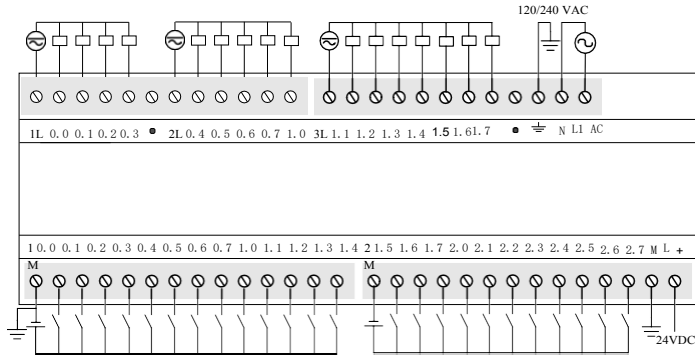 120/240 VAC
1L 0.0 0.1 0.2 0.3 • 2L 0.4 0.5 0.6 0.7 1.0 3L 1.1 1.2 1.3 1.4 1.5 1.6 1.7 • N L1 AC
1 0.0 0.1 0.2 0.3 0.4 0.5 0.6 0.7 1.0 1.1 1.2 1.3 1.4 2 1.5 1.6 1.7 2.0 2.1 2.2 2.3 2.4 2.5 2.6 2.7 M L +
M M
24VDC